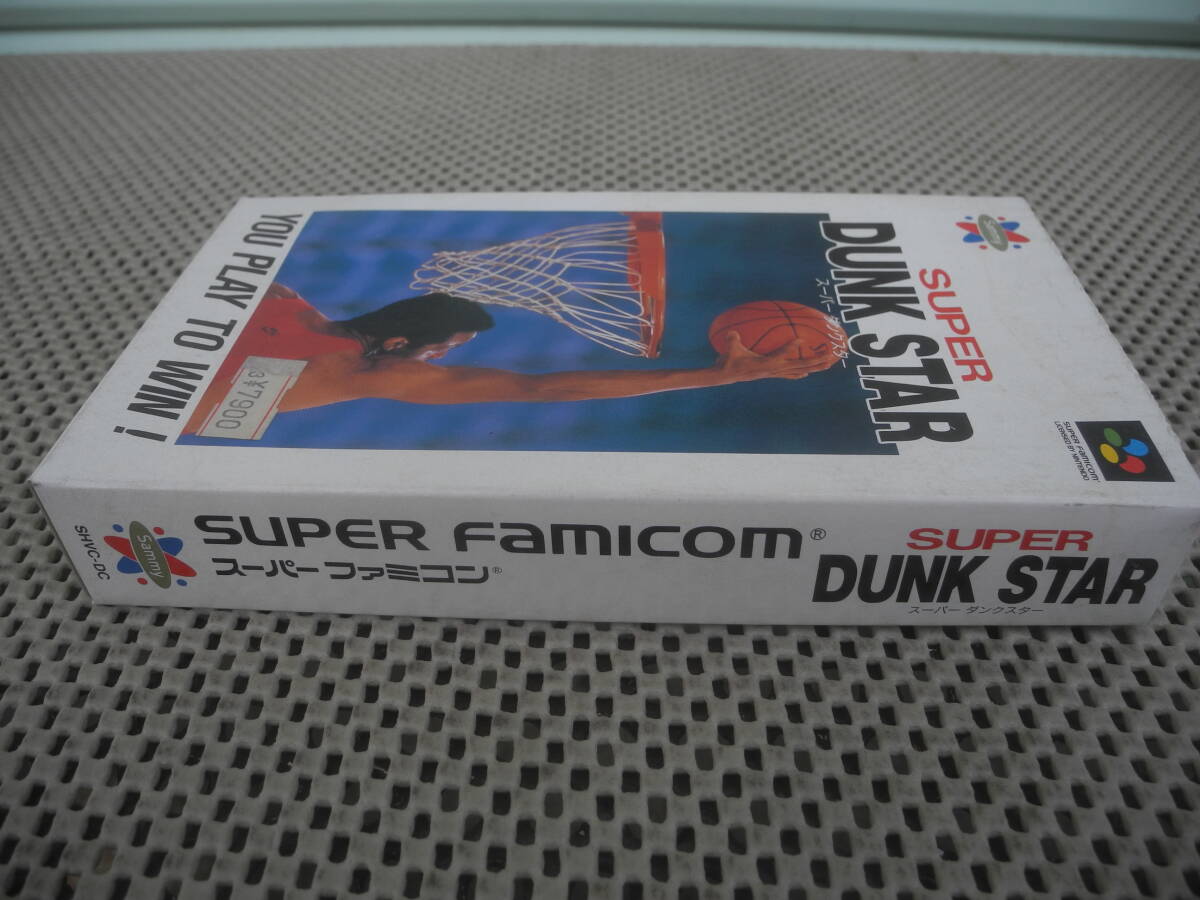 Sammy
SUPER
DUNK STAR
スーパー ダンクスター
SUPER FAMICOM
LICENSED BY NINTENDO
YOU PLAY TO WIN!
¥7900
SHVC-DC
Sammy
SUPER FAMICOM®
スーパーファミコン®
SUPER
DUNK STAR
スーパー ダンクスター